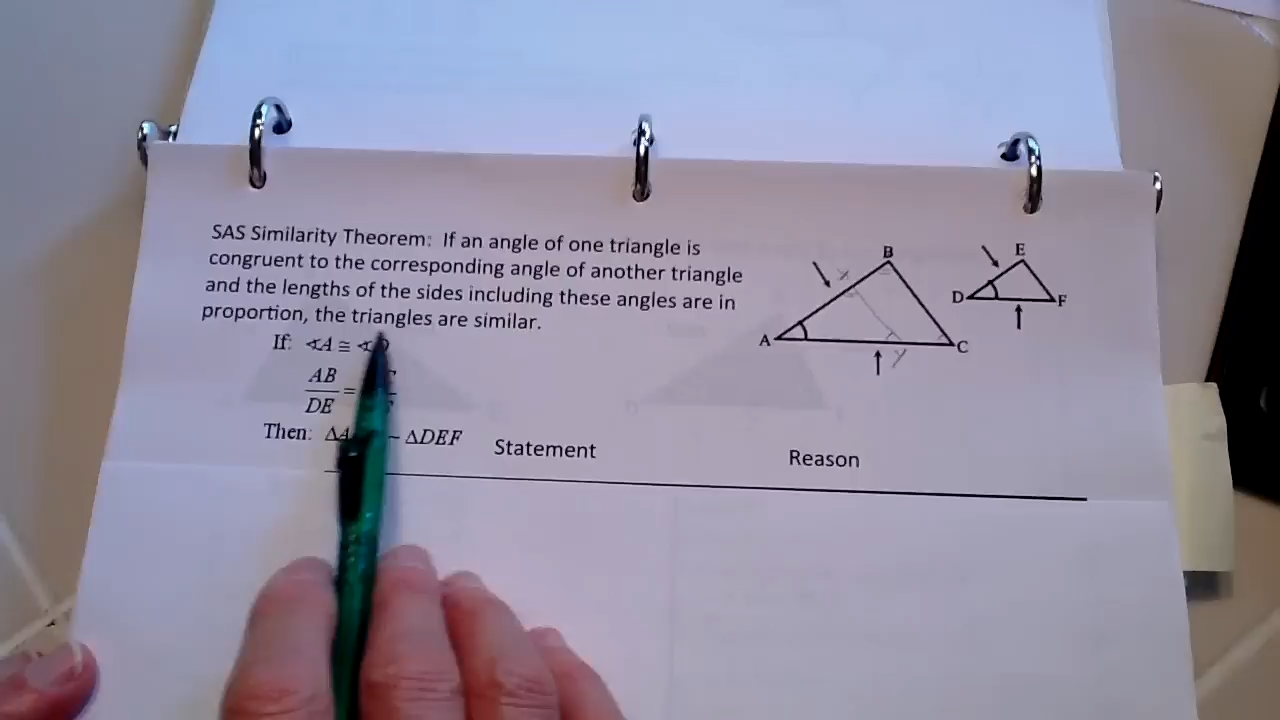 SAS Similarity Theorem: If an angle of one triangle is
congruent to the corresponding angle of another triangle
and the lengths of the sides including these angles are in
proportion, the triangles are similar.
If: ∢A ≅ ∢D
AB
DE
=
Then:
~ ΔDEF
Statement
Reason
B
x
A
C
y
E
D
F